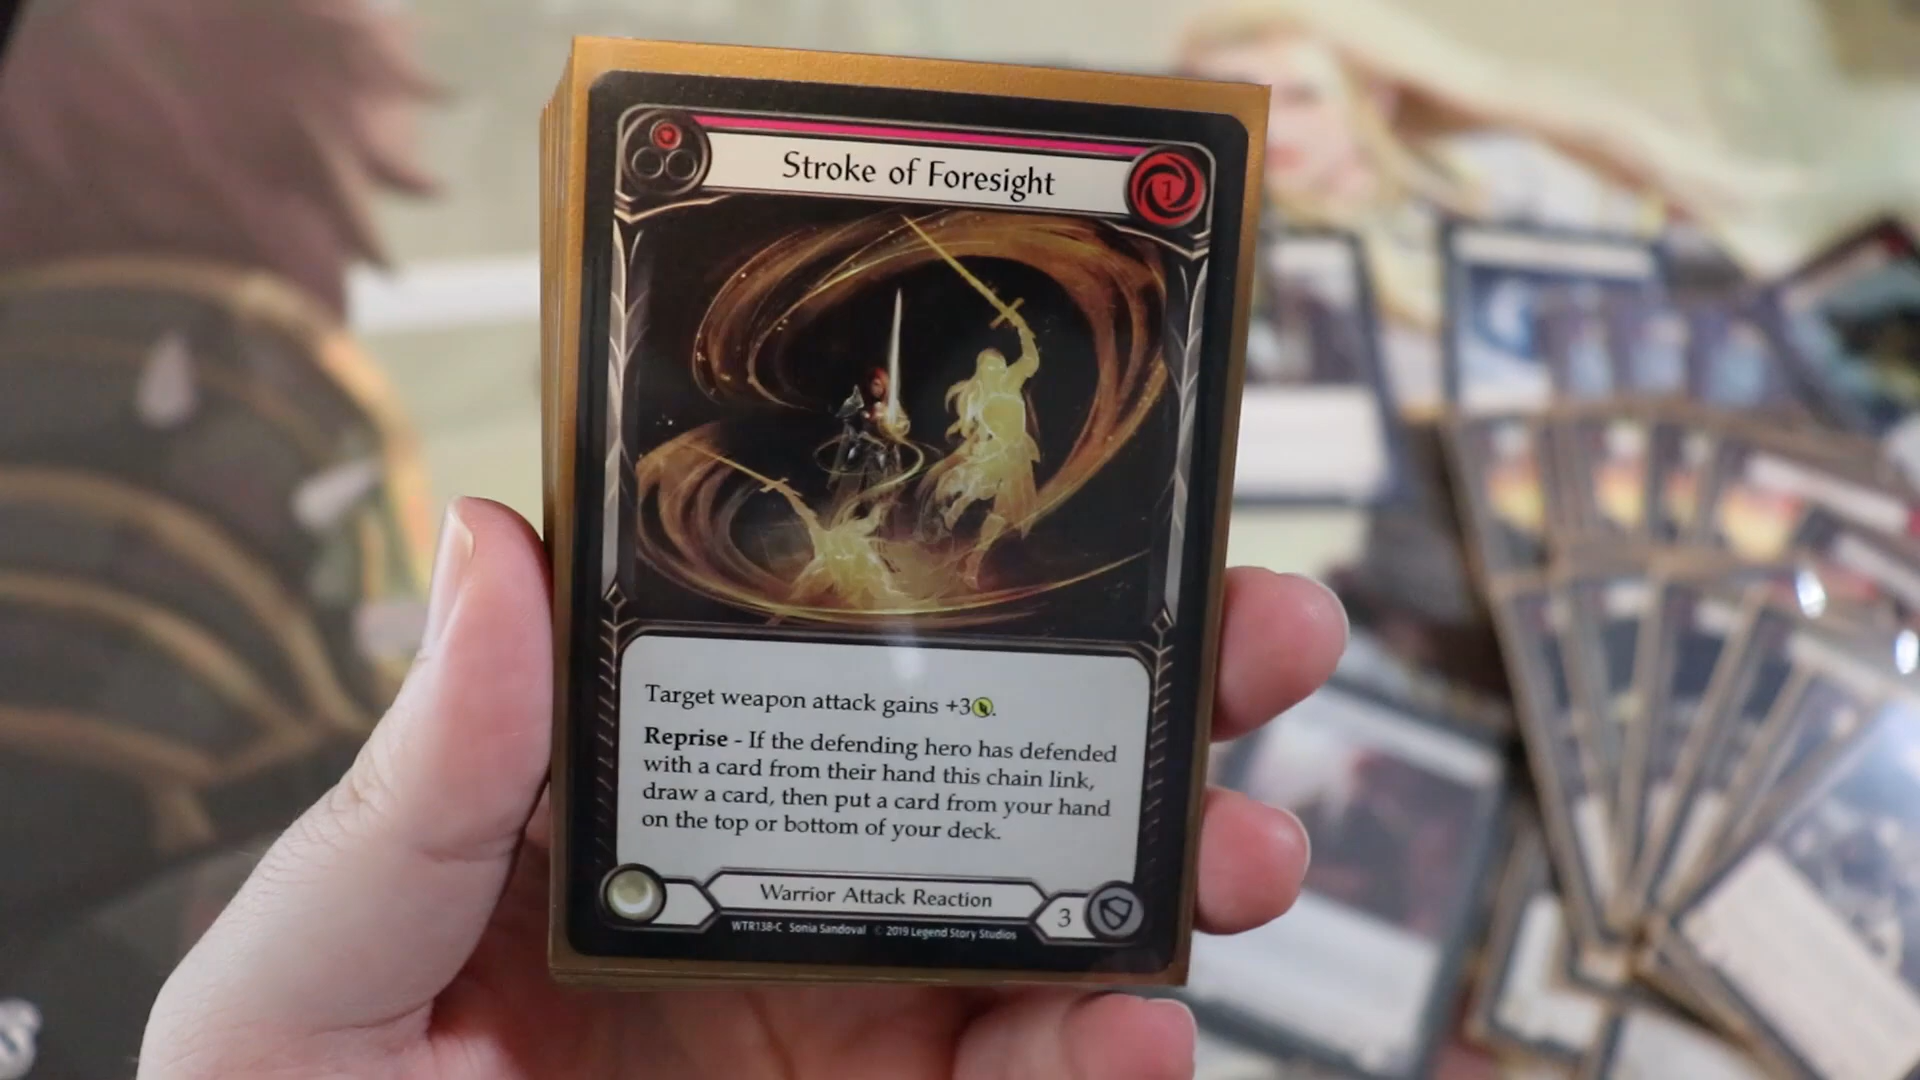 Stroke of Foresight
1
Target weapon attack gains +3.
Reprise - If the defending hero has defended
with a card from their hand this chain link,
draw a card, then put a card from your hand
on the top or bottom of your deck.
Warrior Attack Reaction
3
WTR138-C Sonia Sandoval © 2019 Legend Story Studios